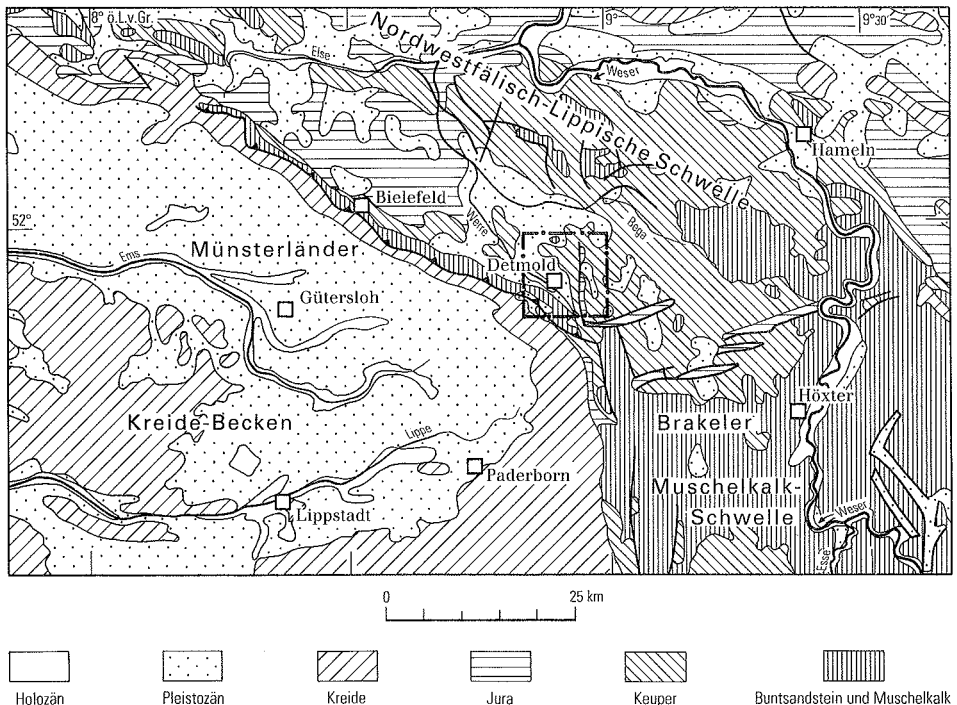 8° ö.L.v.Gr.
9°
9° 30'
Else
Weser
Nordwestfälisch-Lippische Schwelle
Hameln
Bielefeld
52°
Werre
Bega
Münsterländer
Ems
Detmold
Gütersloh
Höxter
Kreide-Becken
Brakeler
Lippe
Paderborn
Muschelkalk-
Schwelle
Lippstadt
Weser
Esse
0 25 km
Holozän Pleistozän Kreide Jura Keuper Buntsandstein und Muschelkalk